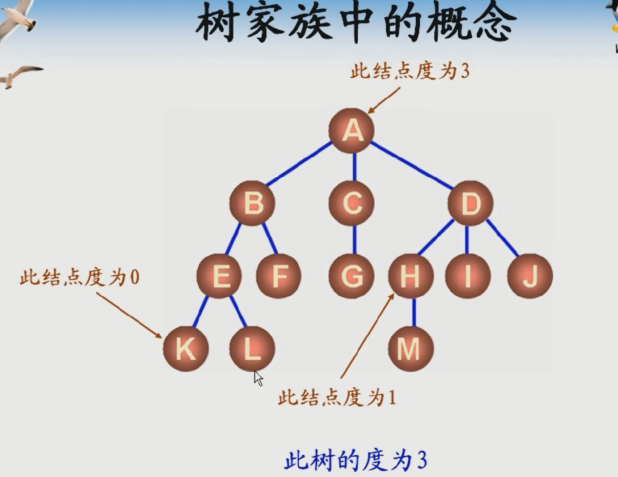 树家族中的概念
此结点度为3
A
B C D
E F G H I J
此结点度为0
K L M
此结点度为1
此树的度为3